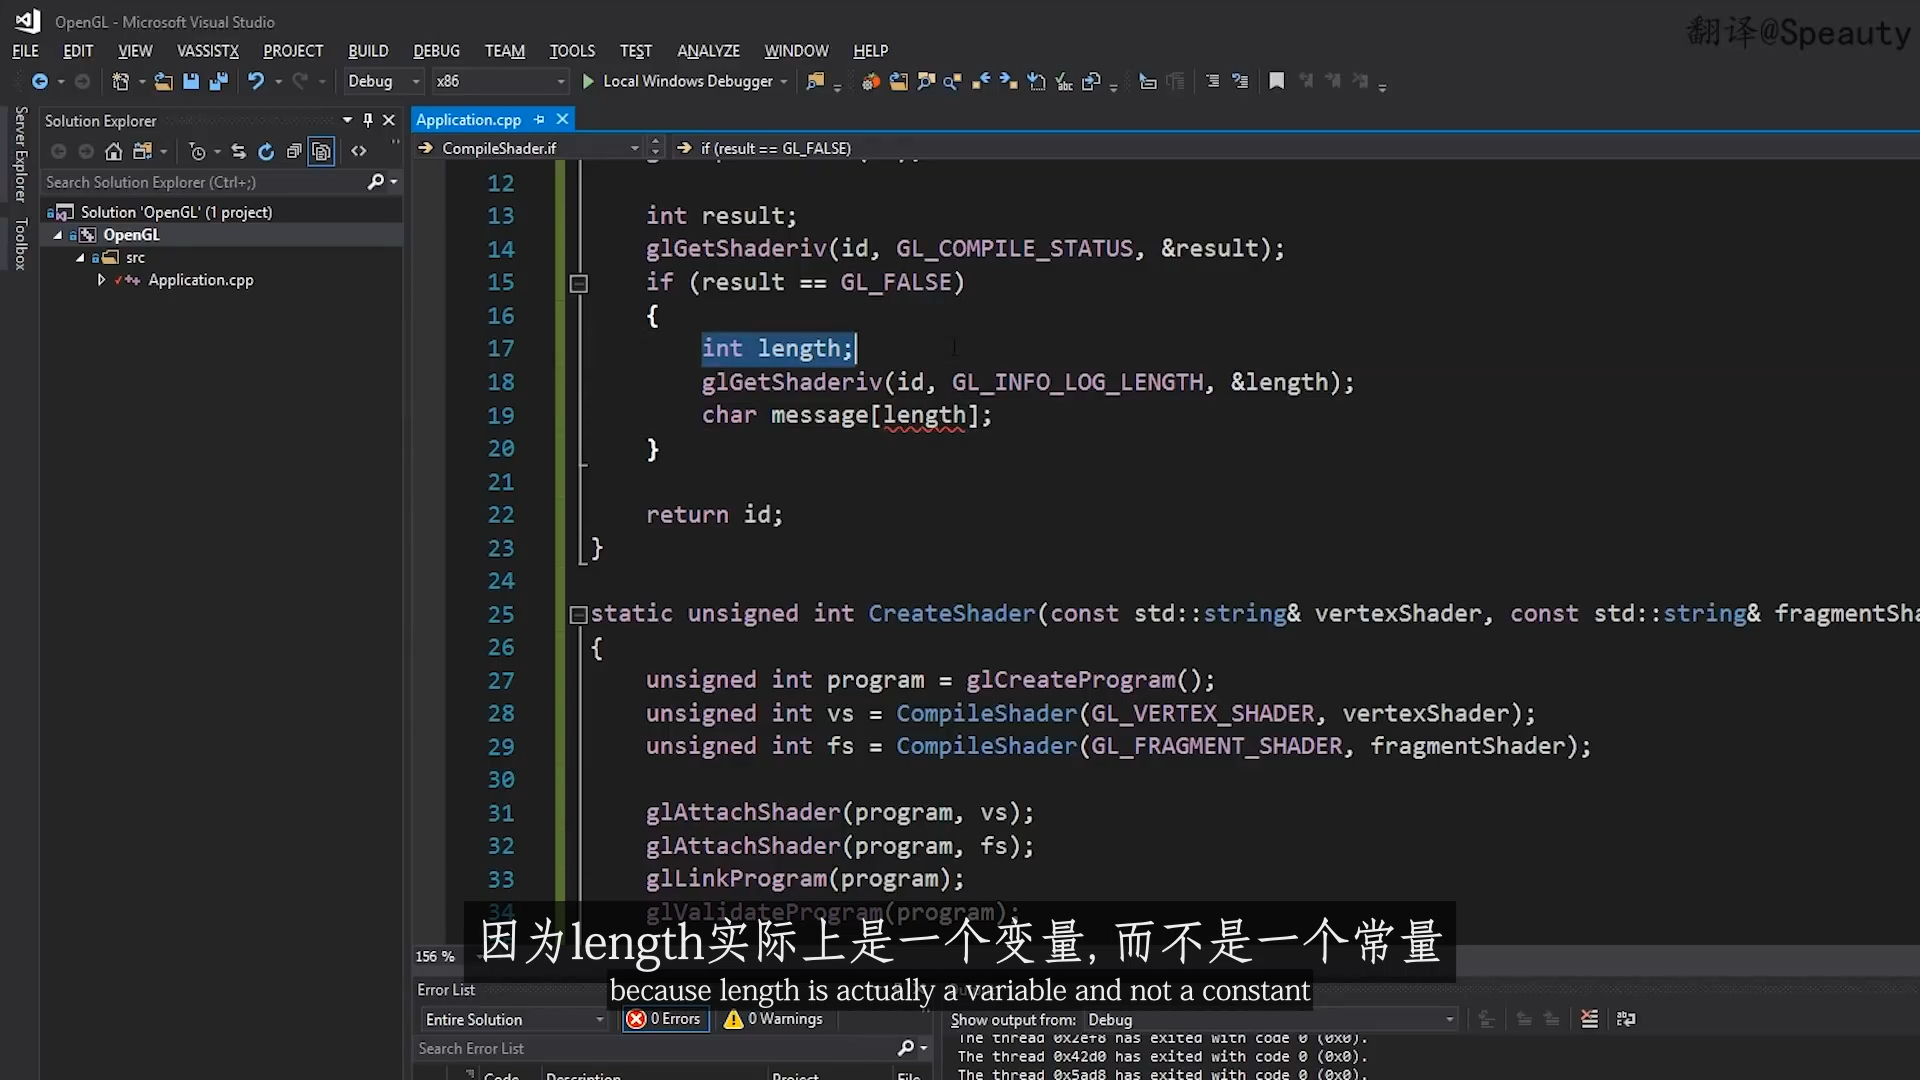 OpenGL - Microsoft Visual Studio
翻译@Speauty
FILE EDIT VIEW VASSISTX PROJECT BUILD DEBUG TEAM TOOLS TEST ANALYZE WINDOW HELP
Debug x86 Local Windows Debugger
Server Explorer
Toolbox
Solution Explorer
Search Solution Explorer (Ctrl+;)
Solution 'OpenGL' (1 project)
OpenGL
src
Application.cpp
Application.cpp
CompileShader.if if (result == GL_FALSE)
12
13 int result;
14 glGetShaderiv(id, GL_COMPILE_STATUS, &result);
15 if (result == GL_FALSE)
16 {
17 int length;
18 glGetShaderiv(id, GL_INFO_LOG_LENGTH, &length);
19 char message[length];
20 }
21
22 return id;
23 }
24
25 static unsigned int CreateShader(const std::string& vertexShader, const std::string& fragmentSha
26 {
27 unsigned int program = glCreateProgram();
28 unsigned int vs = CompileShader(GL_VERTEX_SHADER, vertexShader);
29 unsigned int fs = CompileShader(GL_FRAGMENT_SHADER, fragmentShader);
30
31 glAttachShader(program, vs);
32 glAttachShader(program, fs);
33 glLinkProgram(program);
34 glValidateProgram(program);
因为length实际上是一个变量,而不是一个常量
because length is actually a variable and not a constant
156 %
Error List
Entire Solution 0 Errors 0 Warnings
Search Error List
Code Description Project File
Show output from: Debug
The thread 0x2ef8 has exited with code 0 (0x0).
The thread 0x42d0 has exited with code 0 (0x0).
The thread 0x5ad8 has exited with code 0 (0x0).